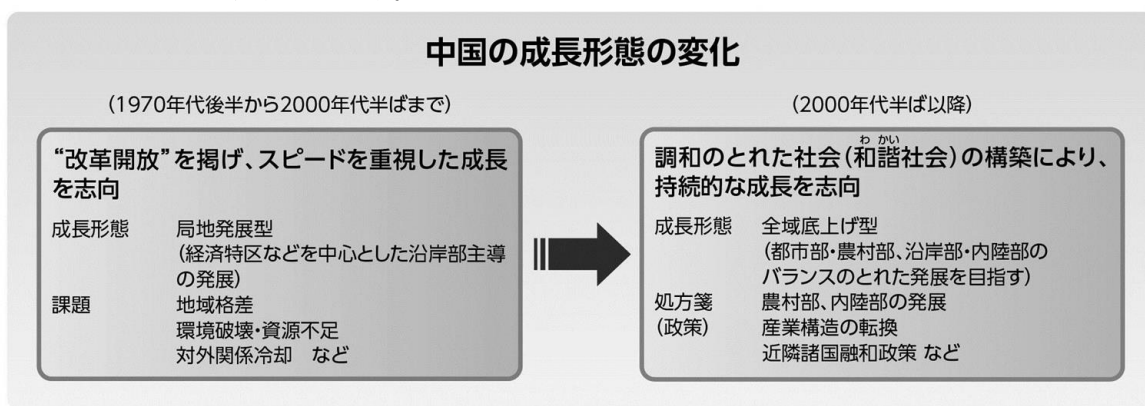 中国の成長形態の変化
(1970年代後半から2000年代半ばまで)
“改革開放”を掲げ、スピードを重視した成長
を志向
成長形態 局地発展型
(経済特区などを中心とした沿岸部主導
の発展)
課題 地域格差
環境破壊・資源不足
対外関係冷却 など
(2000年代半ば以降)
わ かい
調和のとれた社会(和諧社会)の構築により、
持続的な成長を志向
成長形態 全域底上げ型
(都市部・農村部、沿岸部・内陸部の
バランスのとれた発展を目指す)
処方箋 農村部、内陸部の発展
(政策) 産業構造の転換
近隣諸国融和政策 など